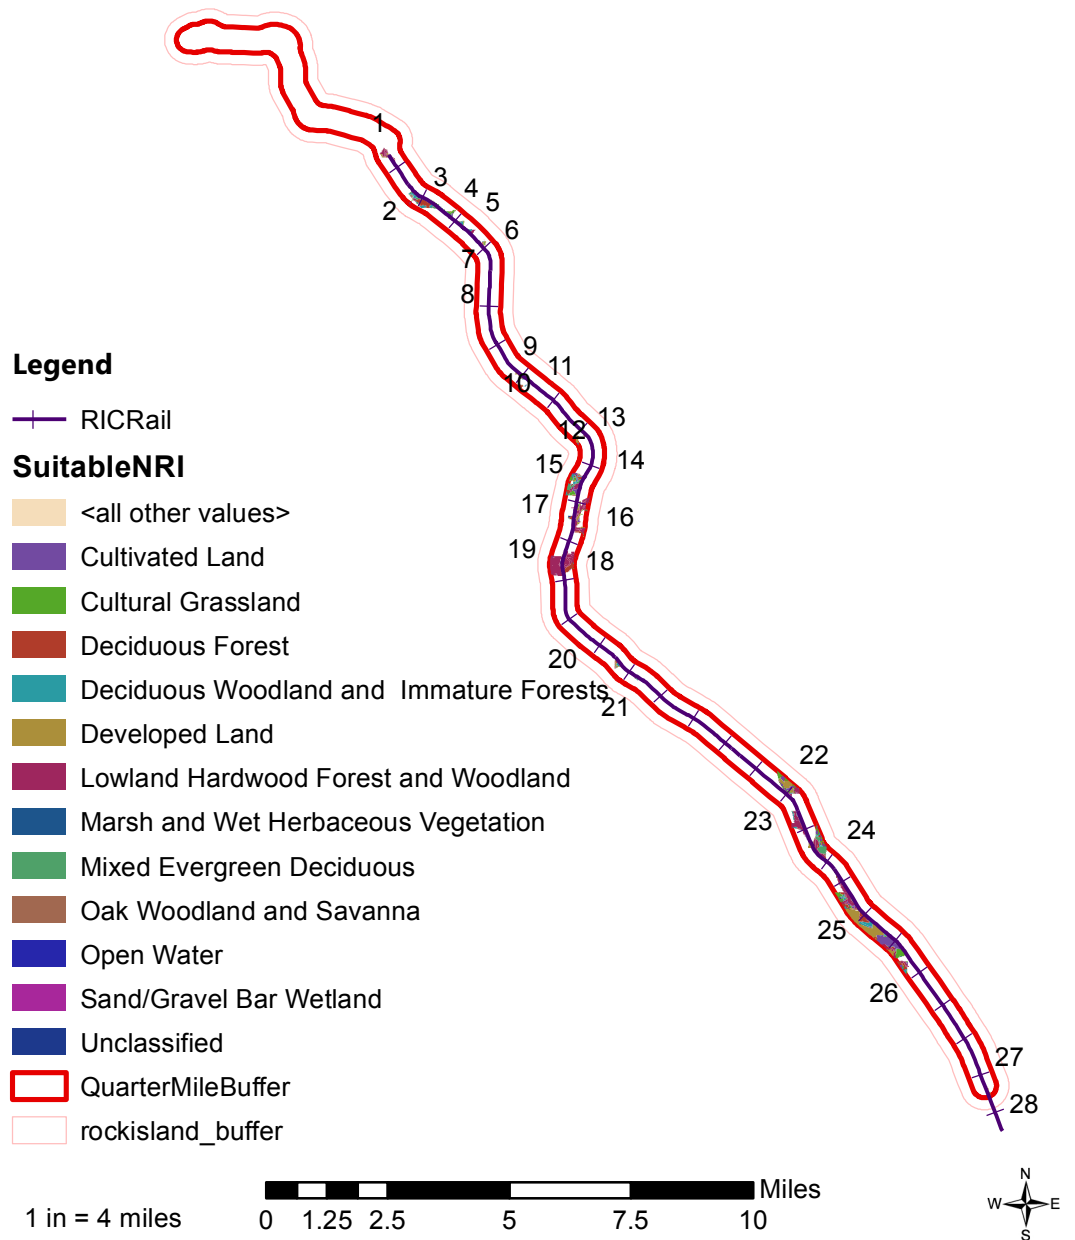 1
2
3
4
5
6
7
8
9
10
11
12
13
14
15
16
17
18
19
20
21
22
23
24
25
26
27
28
Legend
RICRail
SuitableNRI
<all other values>
Cultivated Land
Cultural Grassland
Deciduous Forest
Deciduous Woodland and  Immature Forests
Developed Land
Lowland Hardwood Forest and Woodland
Marsh and Wet Herbaceous Vegetation
Mixed Evergreen Deciduous
Oak Woodland and Savanna
Open Water
Sand/Gravel Bar Wetland
Unclassified
QuarterMileBuffer
rockisland_buffer
1 in = 4 miles
Miles
0 1.25 2.5 5 7.5 10
N
W E
S